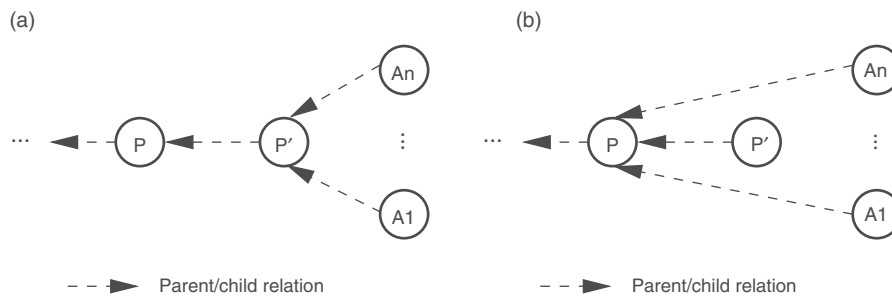 (a)
An
...
P
P′
⋮
A1
Parent/child relation
(b)
An
...
P
P'
⋮
A1
Parent/child relation